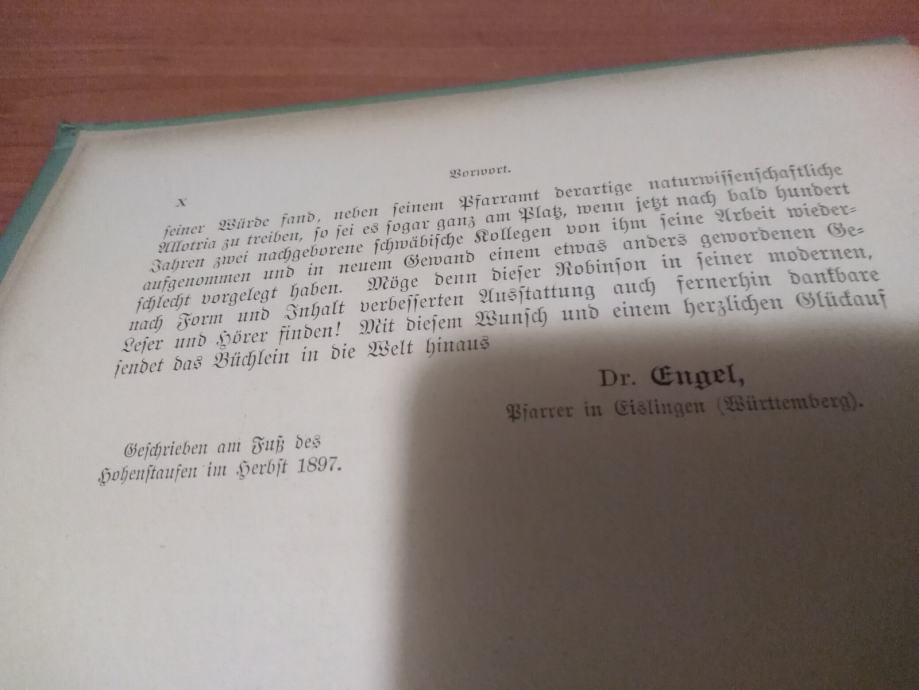 X
Vorwort.
seiner Würde fand, neben seinem Pfarramt derartige naturwissenschaftliche
Allotria zu treiben, so sei es sogar ganz am Platz, wenn jetzt nach bald hundert
Jahren zwei nachgeborene schwäbische Kollegen von ihm seine Arbeit wieder-
aufgenommen und in neuem Gewand einem etwas anders gewordenen Ge-
schlecht vorgelegt haben. Möge denn dieser Robinson in seiner modernen,
nach Form und Inhalt verbesserten Ausstattung auch fernerhin dankbare
Leser und Hörer finden! Mit diesem Wunsch und einem herzlichen Glückauf
sendet das Büchlein in die Welt hinaus
Dr. Engel,
Pfarrer in Eislingen (Württemberg).
Geschrieben am Fuß des
Hohenstaufen im Herbst 1897.